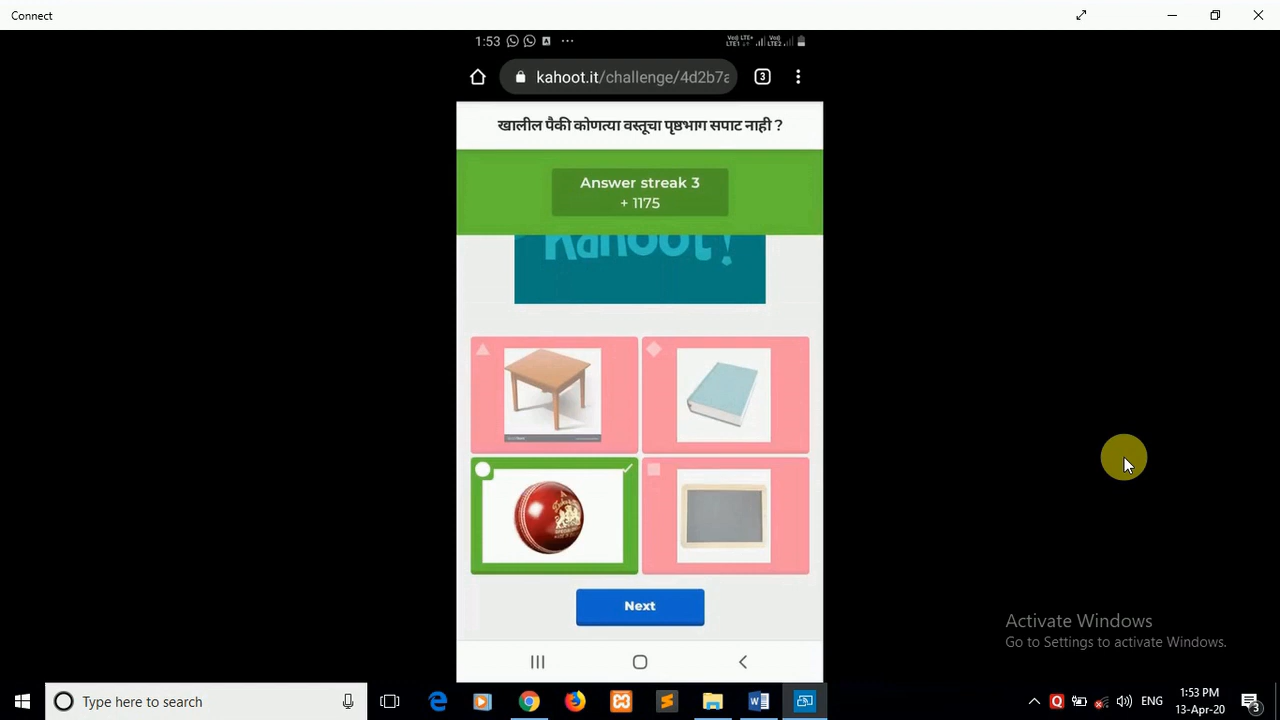 Connect
1:53
kahoot.it/challenge/4d2b7a
3
खालील पैकी कोणत्या वस्तूचा पृष्ठभाग सपाट नाही ?
Answer streak 3
+ 1175
Kahoot!
Next
Activate Windows
Go to Settings to activate Windows.
Type here to search
ENG
1:53 PM
13-Apr-20
3